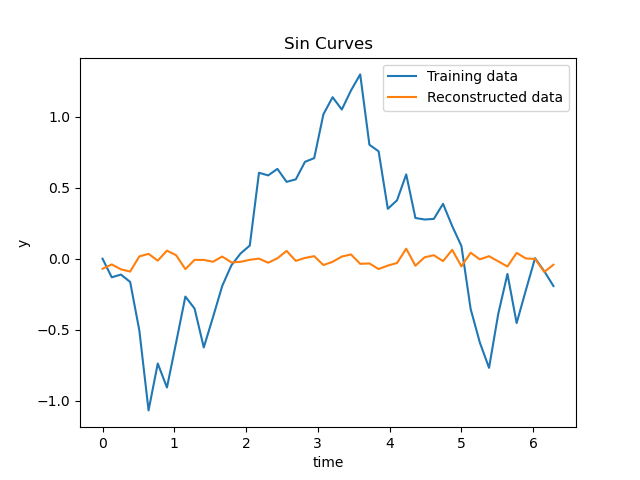 Sin Curves
Training data
Reconstructed data
1.0
0.5
0.0
−0.5
−1.0
y
0 1 2 3 4 5 6
time